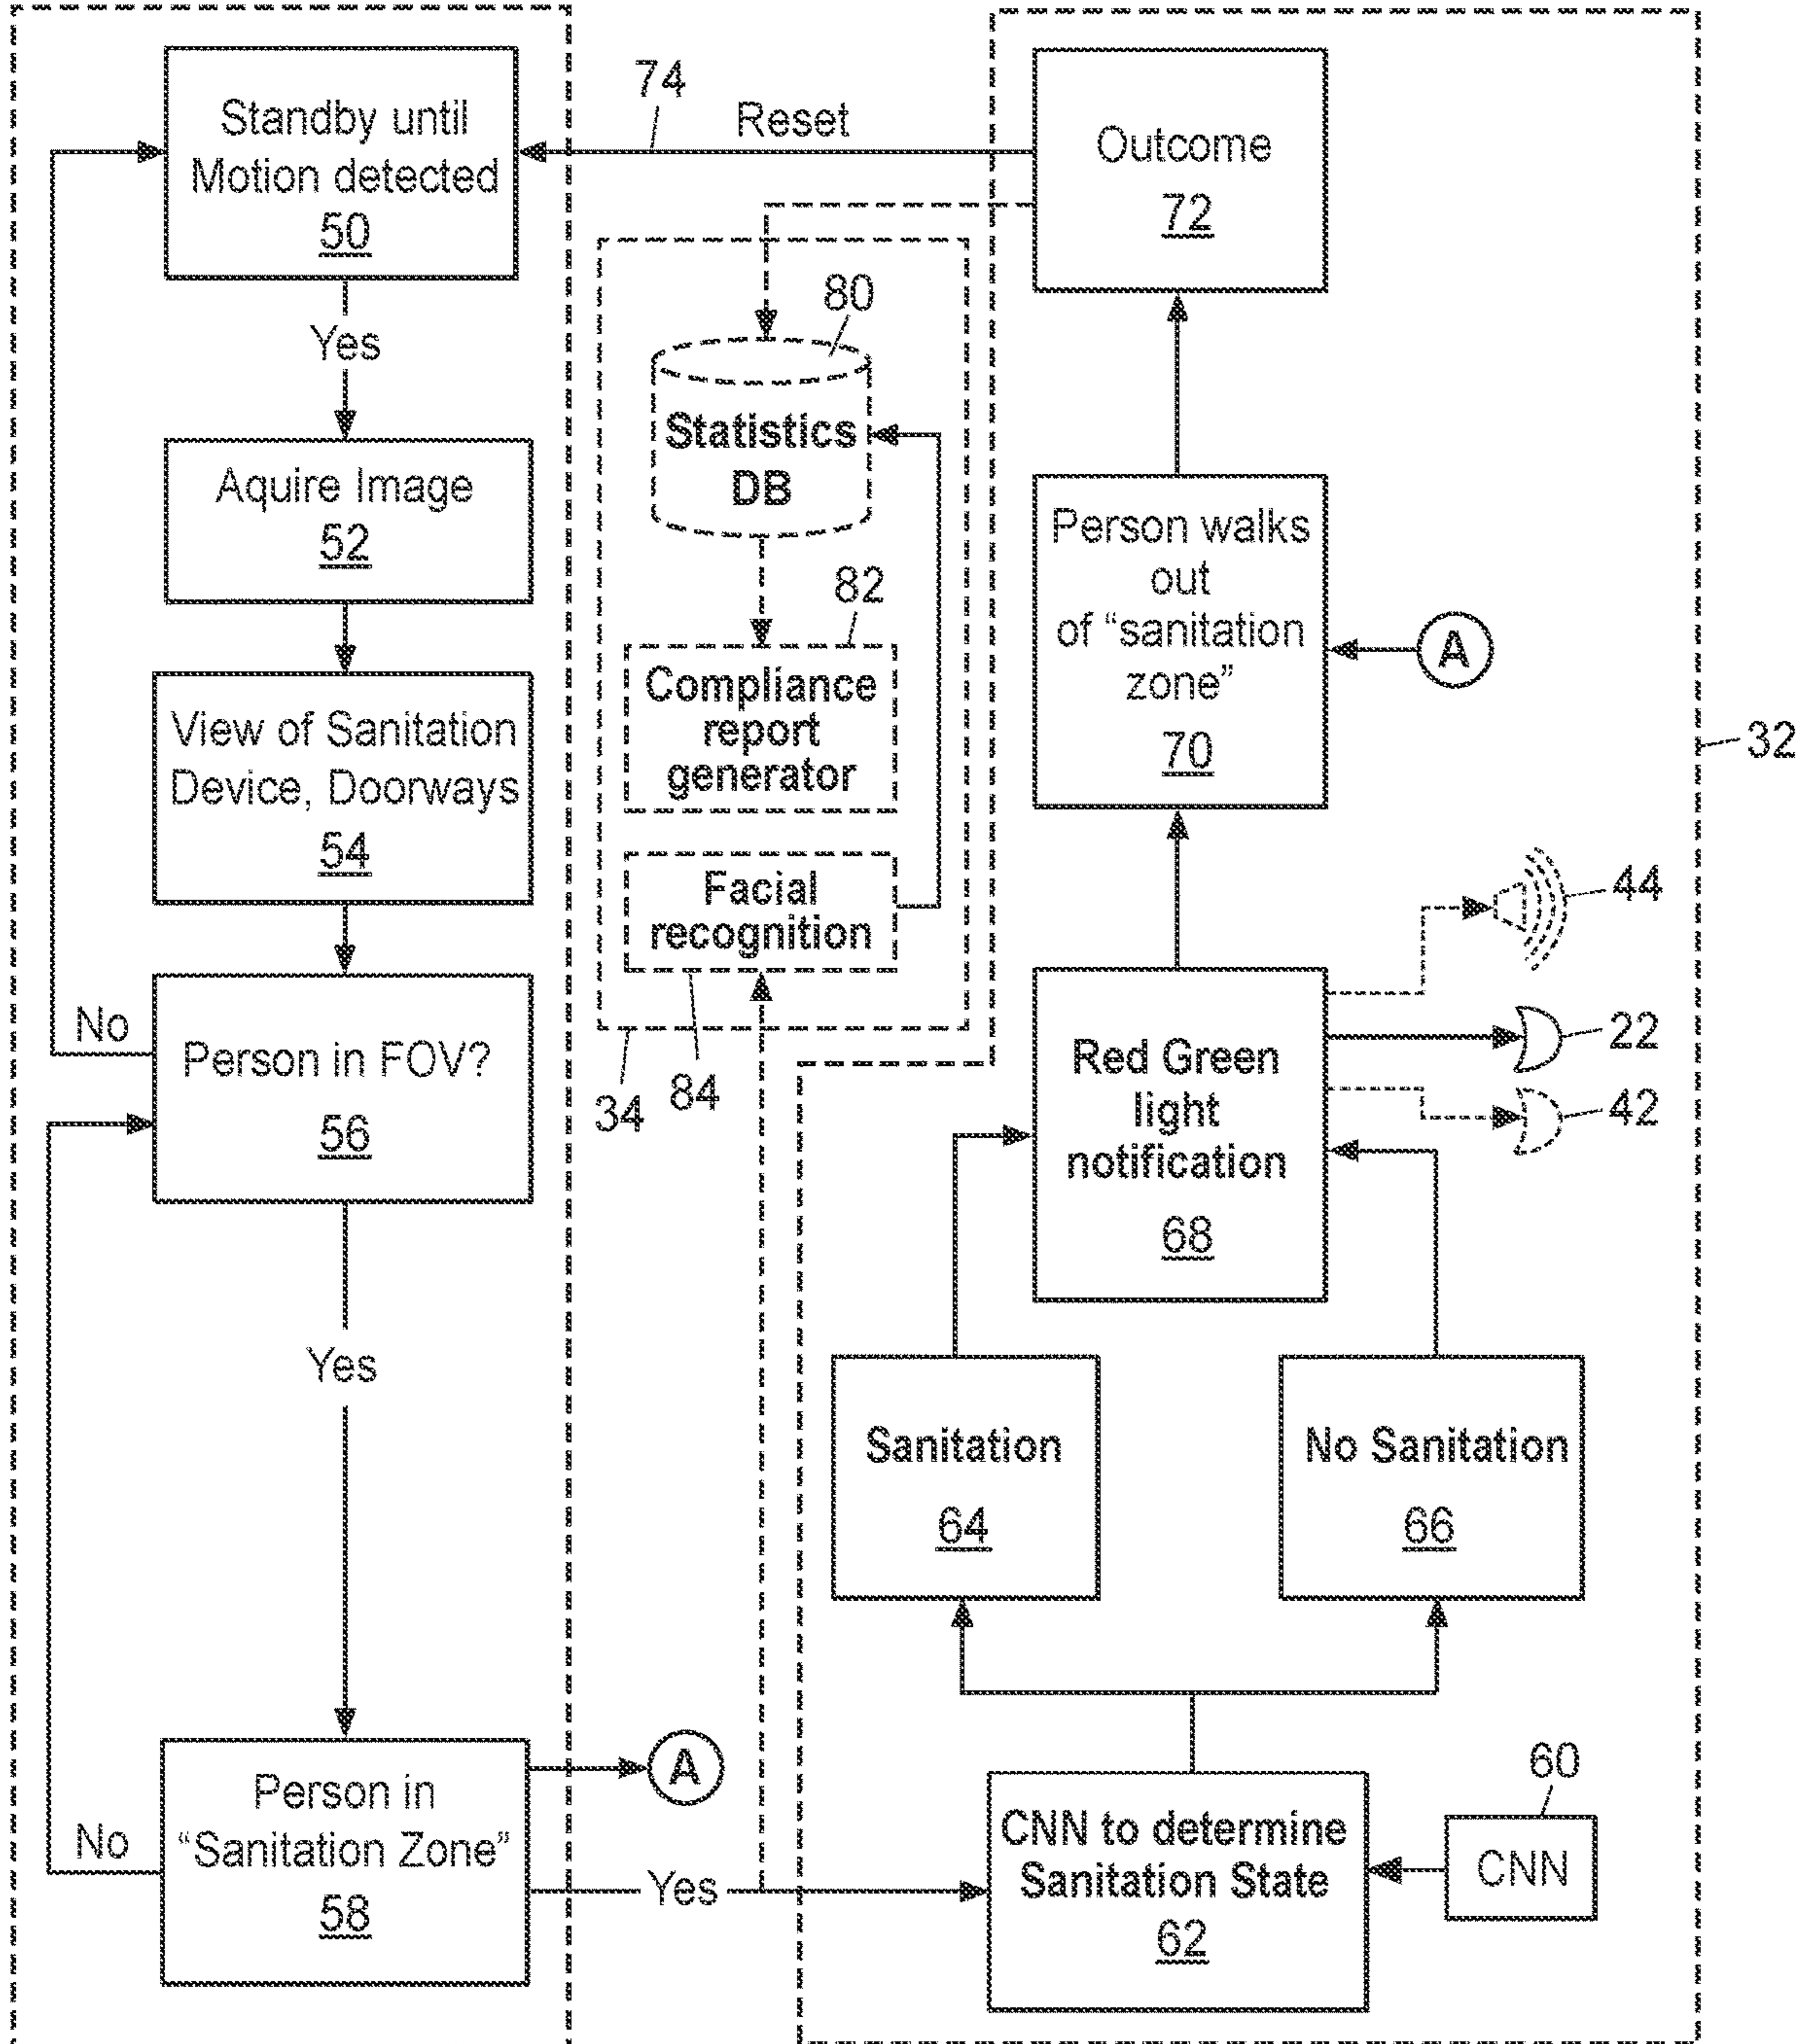 Standby until
Motion detected
50
Yes
Aquire Image
52
View of Sanitation
Device, Doorways
54
Person in FOV?
56
No
Yes
Person in
“Sanitation Zone”
58
No
A
Yes
74
Reset
80
Statistics
DB
82
Compliance
report
generator
Facial
recognition
34
84
Outcome
72
Person walks
out
of “sanitation
zone”
70
A
32
44
22
42
Red Green
light
notification
68
Sanitation
64
No Sanitation
66
CNN to determine
Sanitation State
62
60
CNN